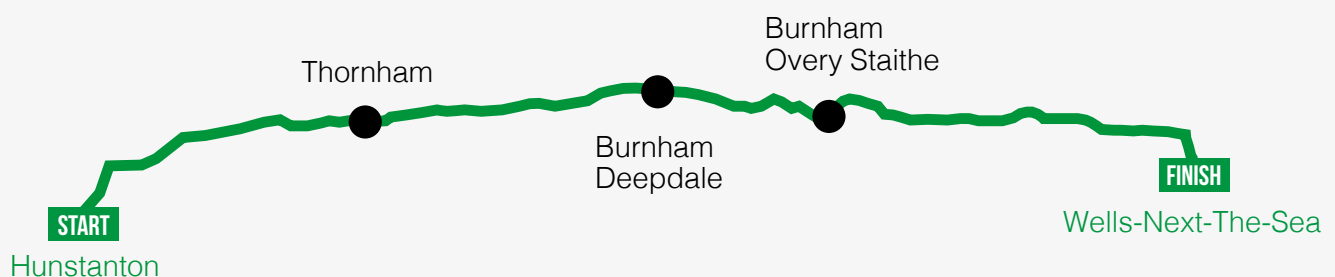 Burnham
Overy Staithe
Thornham
Burnham
Deepdale
FINISH
START
Wells-Next-The-Sea
Hunstanton